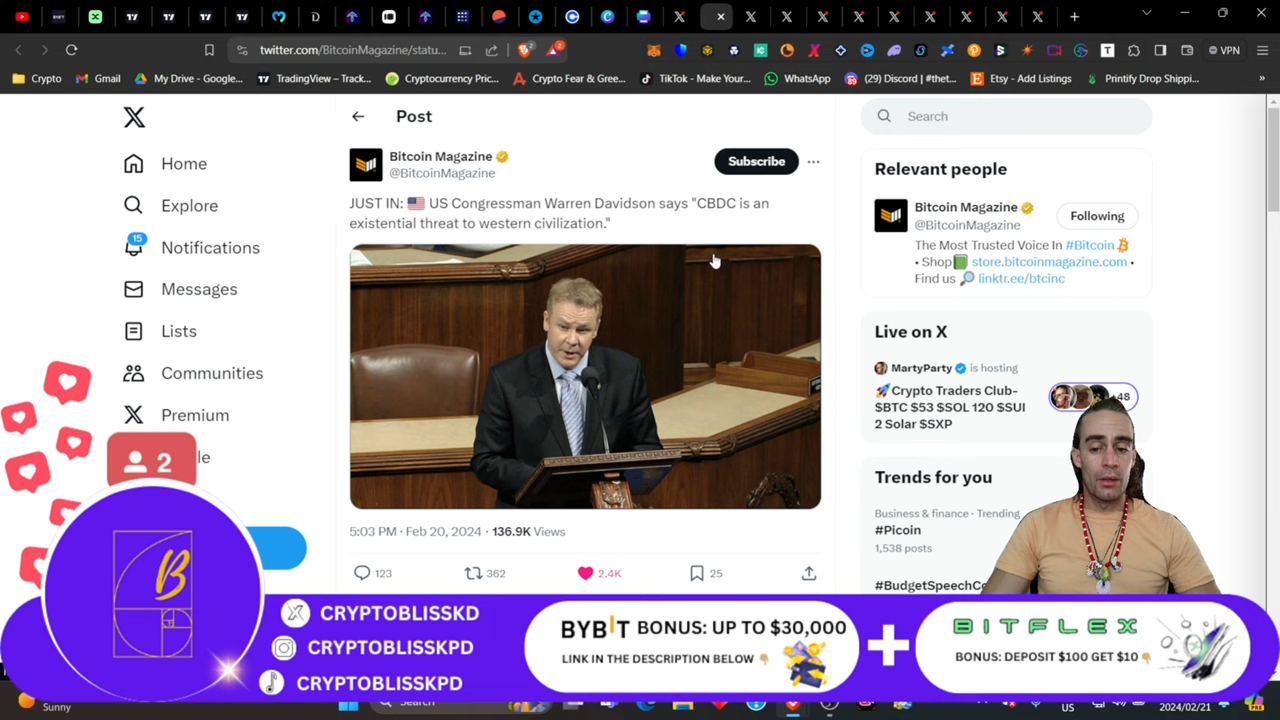 twitter.com/BitcoinMagazine/statu...
VPN
Crypto
Gmail
My Drive - Google...
TradingView – Track...
Cryptocurrency Pric...
Crypto Fear & Gree...
TikTok - Make Your...
WhatsApp
(29) Discord | #thet...
Etsy - Add Listings
Printify Drop Shippi...
»
Home
Explore
15
Notifications
Messages
Lists
Communities
Premium
le
Post
Bitcoin Magazine
@BitcoinMagazine
Subscribe
JUST IN: 🇺🇸 US Congressman Warren Davidson says "CBDC is an
existential threat to western civilization."
5:03 PM · Feb 20, 2024 · 136.9K Views
123
362
2.4K
25
Search
Relevant people
Bitcoin Magazine
@BitcoinMagazine
Following
The Most Trusted Voice In #Bitcoin
• Shop store.bitcoinmagazine.com •
Find us linktr.ee/btcinc
Live on X
MartyParty is hosting
🚀Crypto Traders Club-
$BTC $53 $SOL 120 $SUI
2 Solar $SXP
+48
Trends for you
Business & finance · Trending
#Picoin
1,538 posts
#BudgetSpeech
2
B
CRYPTOBLISSKD
CRYPTOBLISSKPD
CRYPTOBLISSKPD
BYBIT BONUS: UP TO $30,000
LINK IN THE DESCRIPTION BELOW
+
BITFLEX
BONUS: DEPOSIT $100 GET $10
Sunny
Search
US
2024/02/21